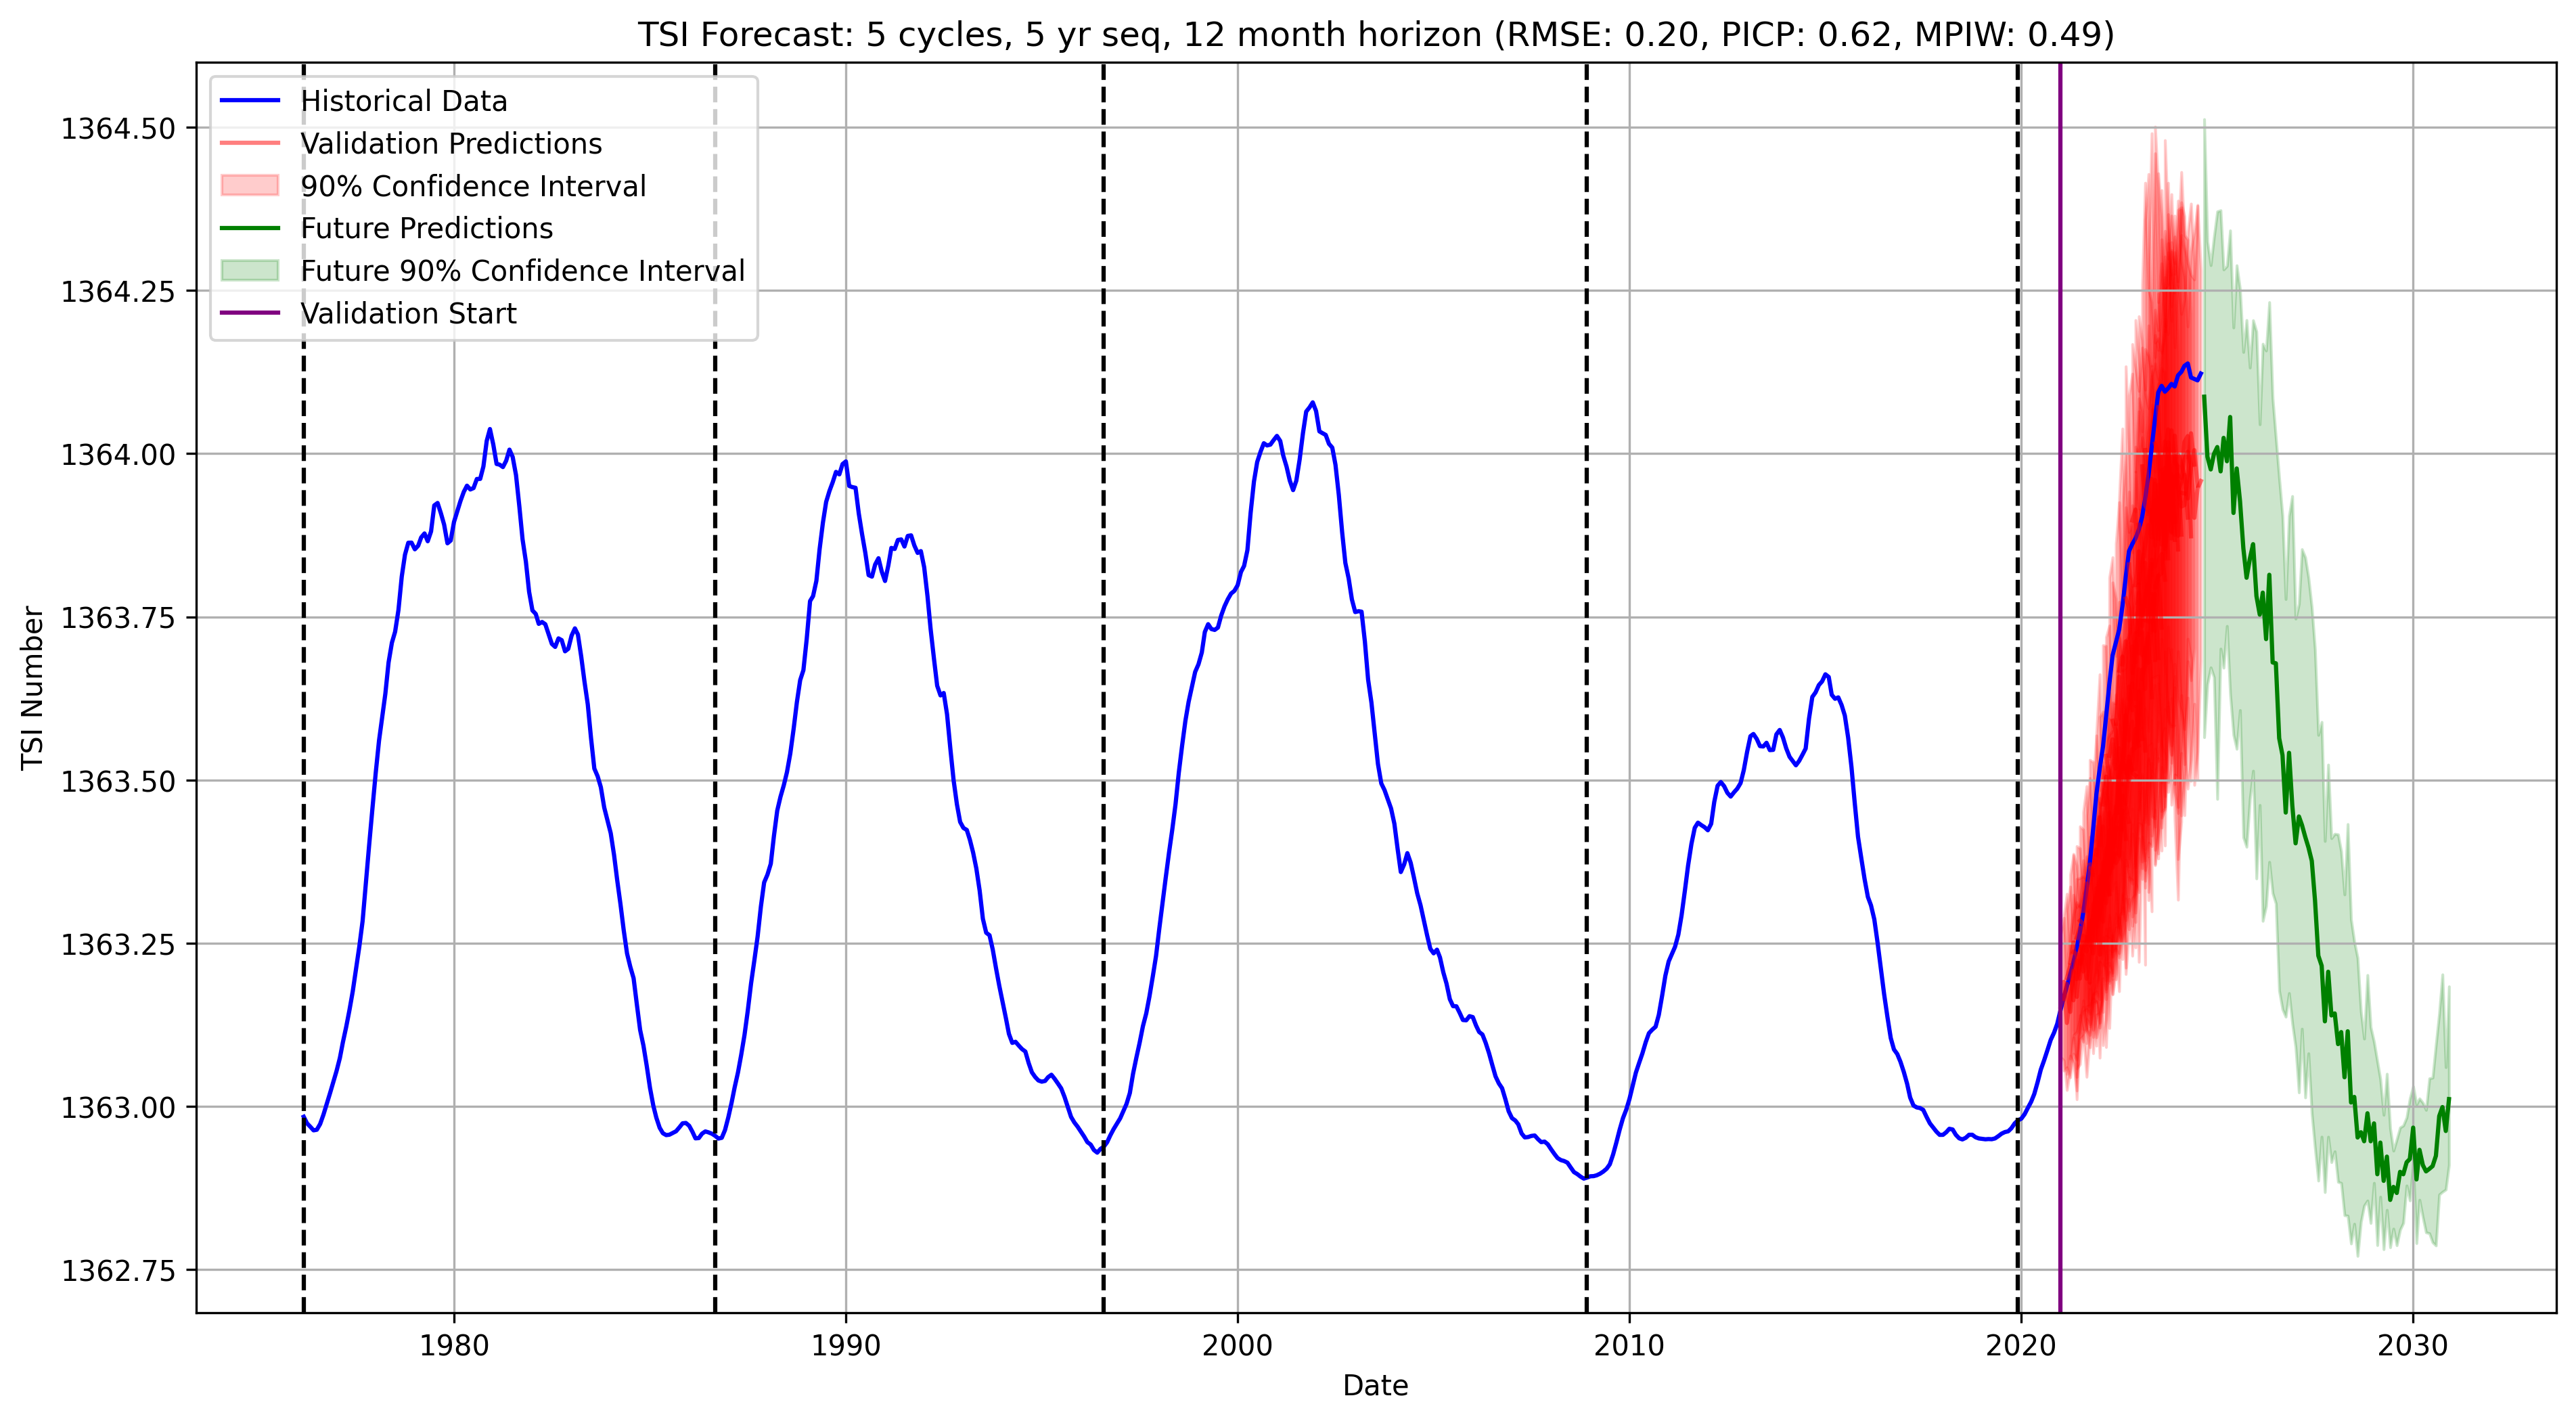 TSI Forecast: 5 cycles, 5 yr seq, 12 month horizon (RMSE: 0.20, PICP: 0.62, MPIW: 0.49)
Historical Data
Validation Predictions
90% Confidence Interval
Future Predictions
Future 90% Confidence Interval
Validation Start
TSI Number
1364.50
1364.25
1364.00
1363.75
1363.50
1363.25
1363.00
1362.75
1980
1990
2000
2010
2020
2030
Date